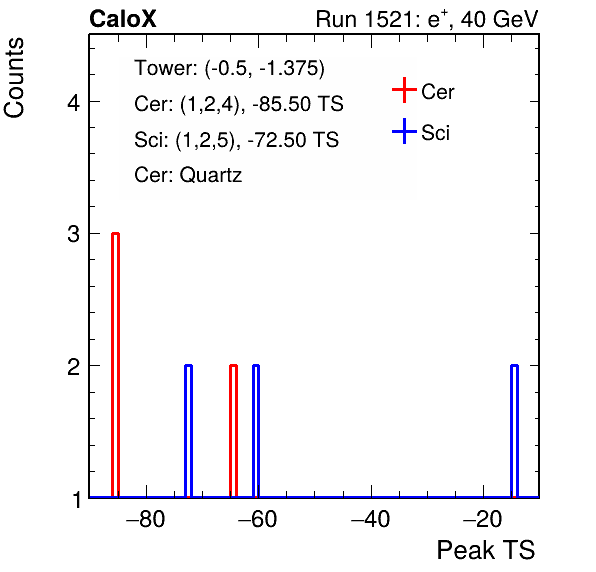 CaloX Run 1521: e⁺, 40 GeV
Counts
Tower: (-0.5, -1.375)
Cer: (1,2,4), -85.50 TS
Sci: (1,2,5), -72.50 TS
Cer: Quartz
Cer
Sci
4
3
2
1
−80 −60 −40 −20
Peak TS